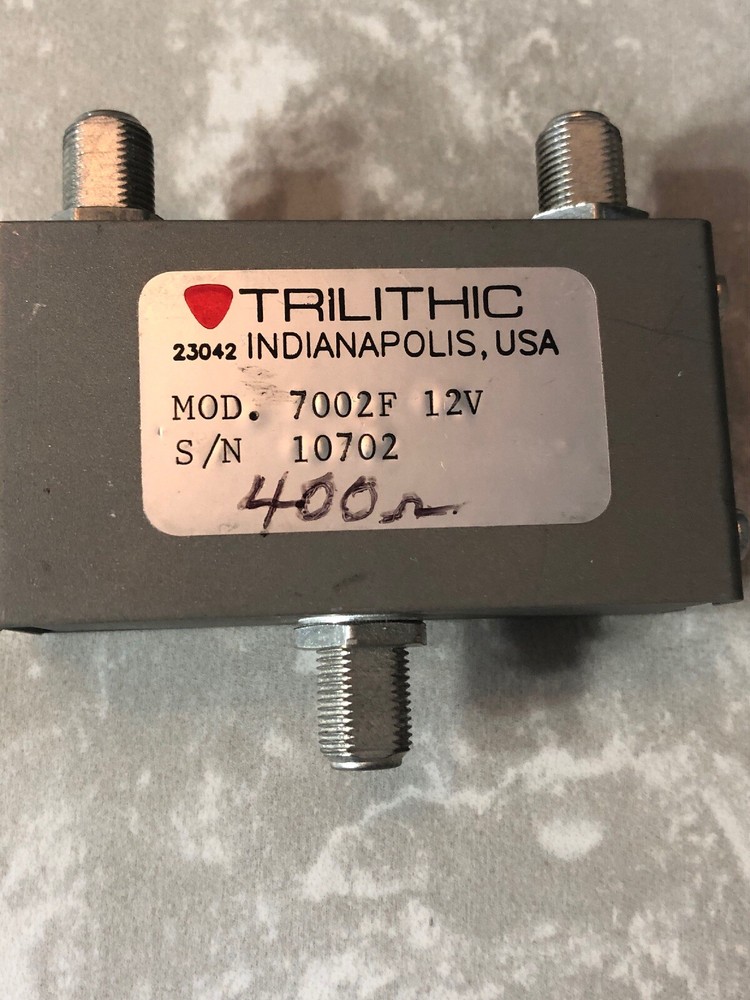 TRILITHIC
23042 INDIANAPOLIS, USA
MOD. 7002F 12V
S/N 10702
400Ω